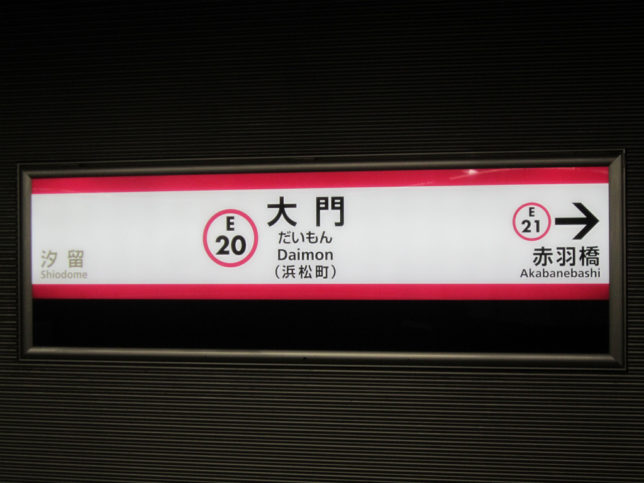 汐留
Shiodome
E
20
大門
だいもん
Daimon
（浜松町）
E
21
赤羽橋
Akabanebashi